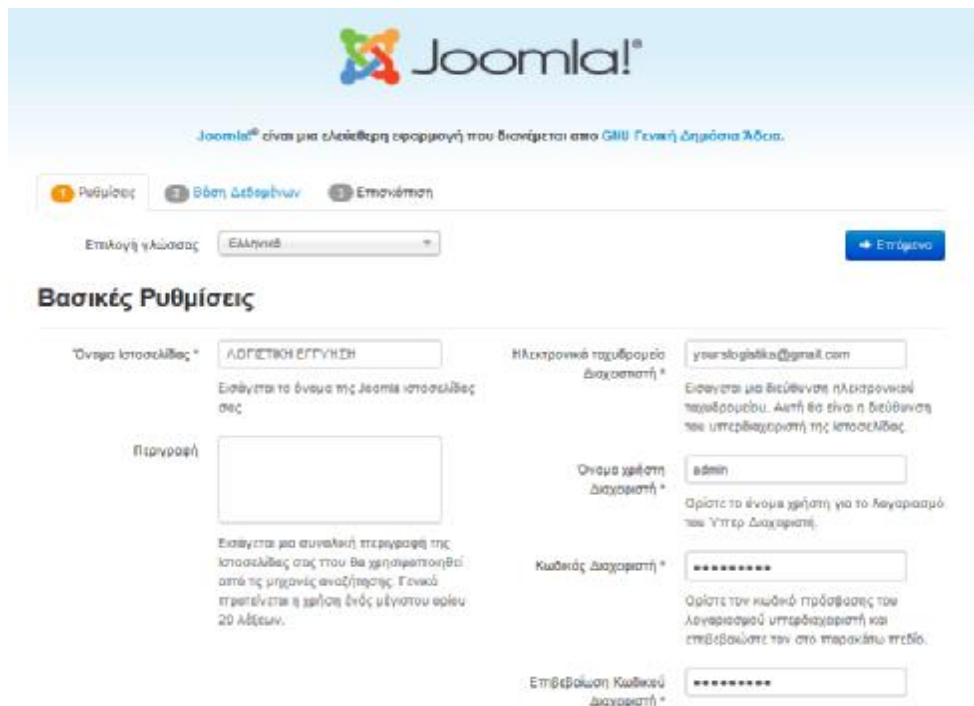 Joomla!®
Joomla!® είναι μια ελεύθερη εφαρμογή που διανέμεται απο GNU Γενική Δημόσια Άδεια.
1 Ρυθμίσεις
2 Βάση Δεδομένων
3 Επισκόπηση
Επιλογή γλώσσας
Ελληνικά
Επόμενο
Βασικές Ρυθμίσεις
Όνομα Ιστοσελίδας *
ΛΟΓΙΣΤΙΚΗ ΕΓΓΥΗΣΗ
Εισάγεται το όνομα της Joomla ιστοσελίδας
σας
Περιγραφή
Εισάγεται μια συνολική περιγραφή της
Ιστοσελίδας σας που θα χρησιμοποιηθεί
από τις μηχανές αναζήτησης. Γενικά
προτείνεται η χρήση ένός μέγιστου ορίου
20 λέξεων.
Ηλεκτρονικό ταχυδρομείο
Διαχειριστή *
yourslogistika@gmail.com
Εισάγεται μια διεύθυνση ηλεκτρονικού
ταχυδρομείου. Αυτή θα είναι η διεύθυνση
του υπερδιαχειριστή της Ιστοσελίδας.
Όνομα χρήστη
Διαχειριστή *
admin
Ορίστε το όνομα χρήστη για το λογαριασμό
του Υπερ Διαχειριστή.
Κωδικός Διαχειριστή *
•••••••••
Ορίστε τον κωδικό πρόσβασης του
λογαριασμού υπερδιαχειριστή και
επιβεβαιώστε τον στο παρακάτω πεδίο.
Επιβεβαίωση Κωδικού
Διαχειριστή *
•••••••••